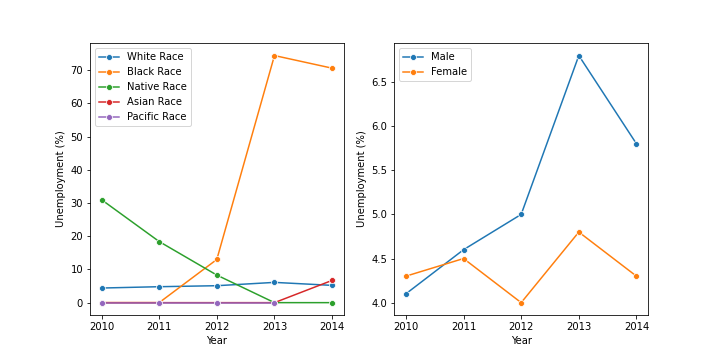 White Race
Black Race
Native Race
Asian Race
Pacific Race
Unemployment (%)
70
60
50
40
30
20
10
0
2010 2011 2012 2013 2014
Year
Male
Female
Unemployment (%)
6.5
6.0
5.5
5.0
4.5
4.0
2010 2011 2012 2013 2014
Year